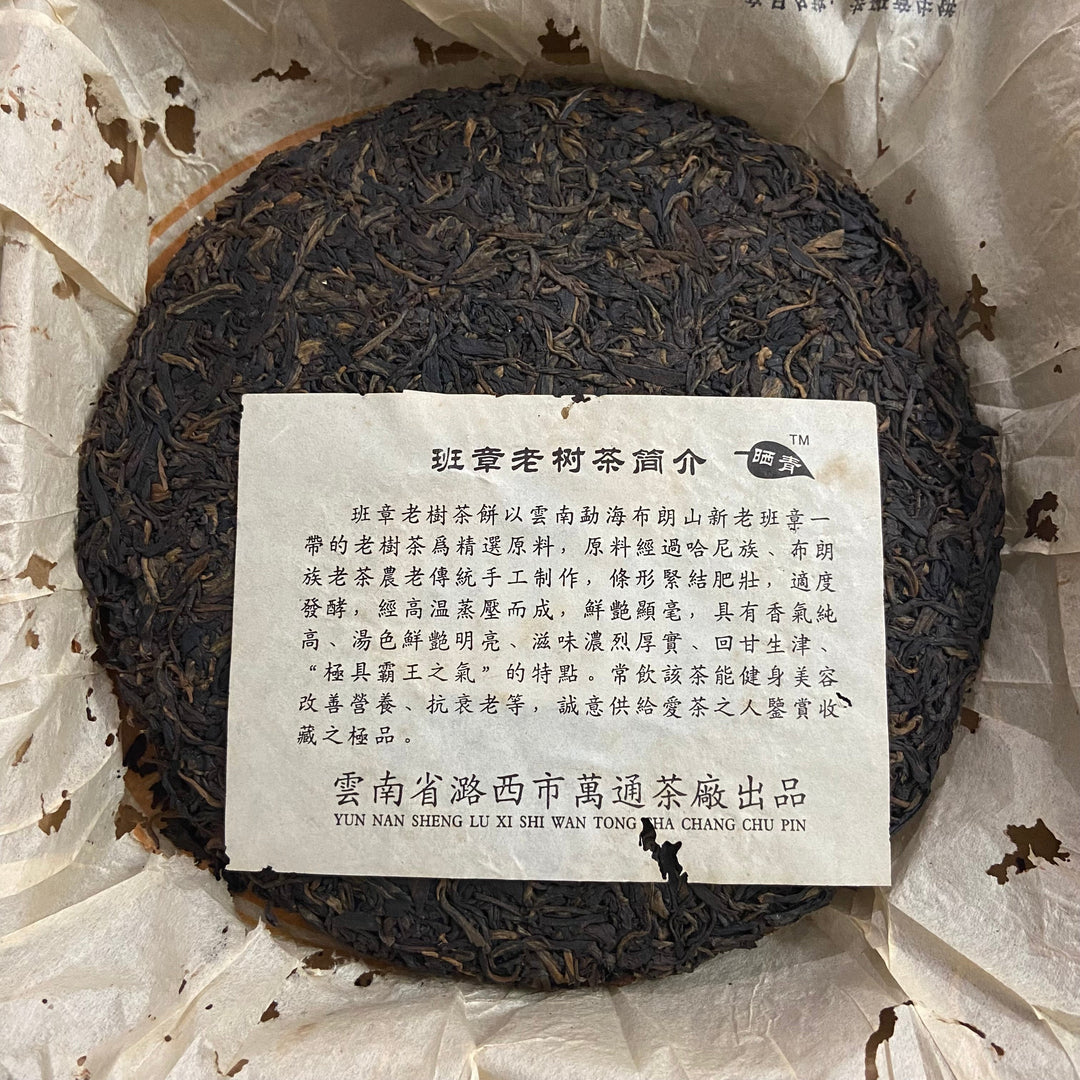 班章老树茶简介
晒青
TM
班章老樹茶餅以雲南勐海布朗山新老班章一
帶的老樹茶爲精選原料，原料經過哈尼族、布朗
族老茶農老傳統手工制作，條形緊結肥壯，適度
發酵，經高温蒸壓而成，鮮艷顯毫，具有香氣純
高、湯色鮮艷明亮、滋味濃烈厚實、回甘生津、
“極具霸王之氣”的特點。常飲該茶能健身美容
改善營養、抗衰老等，誠意供給愛茶之人鑒賞收
藏之極品。
雲南省潞西市萬通茶廠出品
YUN NAN SHENG LU XI SHI WAN TONG HA CHANG CHU PIN